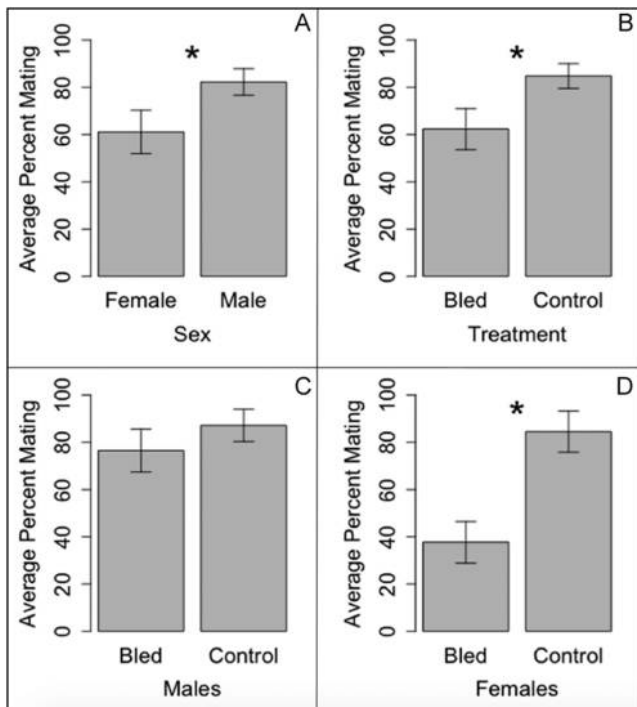 A
Average Percent Mating
100
80
60
40
20
0
*
Female Male
Sex
B
Average Percent Mating
100
80
60
40
20
0
*
Bled Control
Treatment
C
Average Percent Mating
100
80
60
40
20
0
Bled Control
Males
D
Average Percent Mating
100
80
60
40
20
0
*
Bled Control
Females